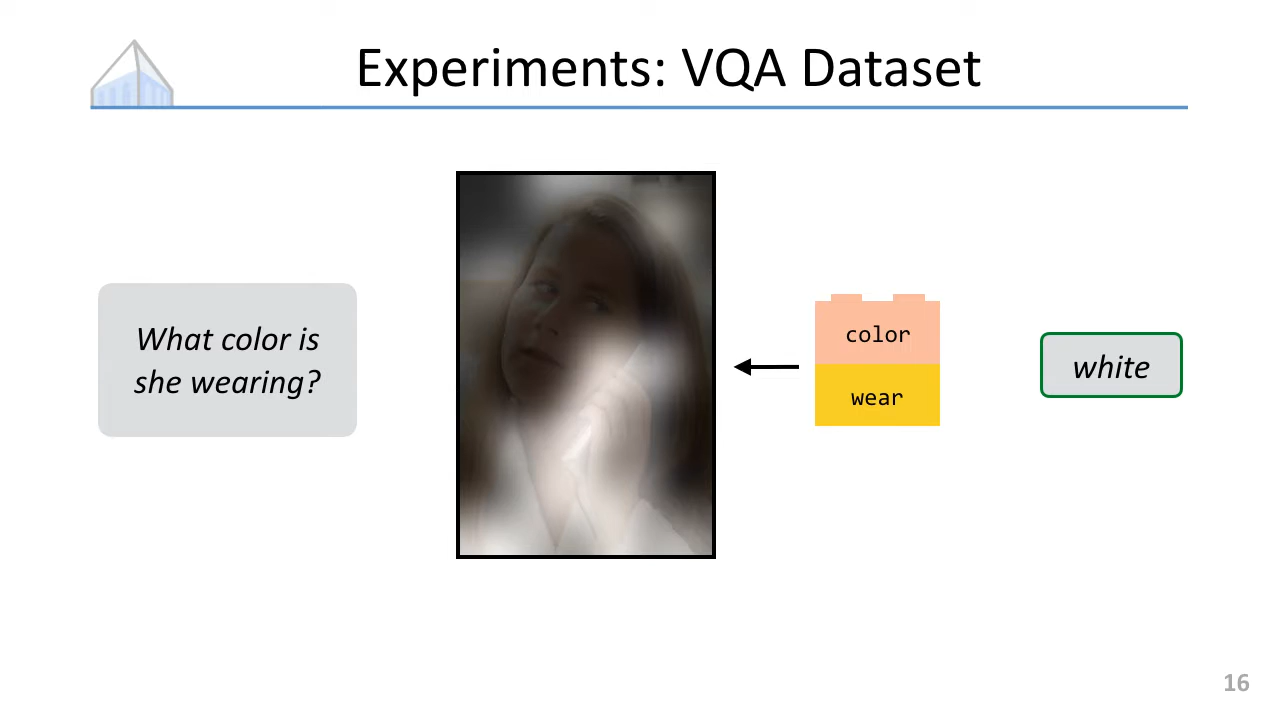 Experiments: VQA Dataset
What color is
she wearing?
color
wear
white
16